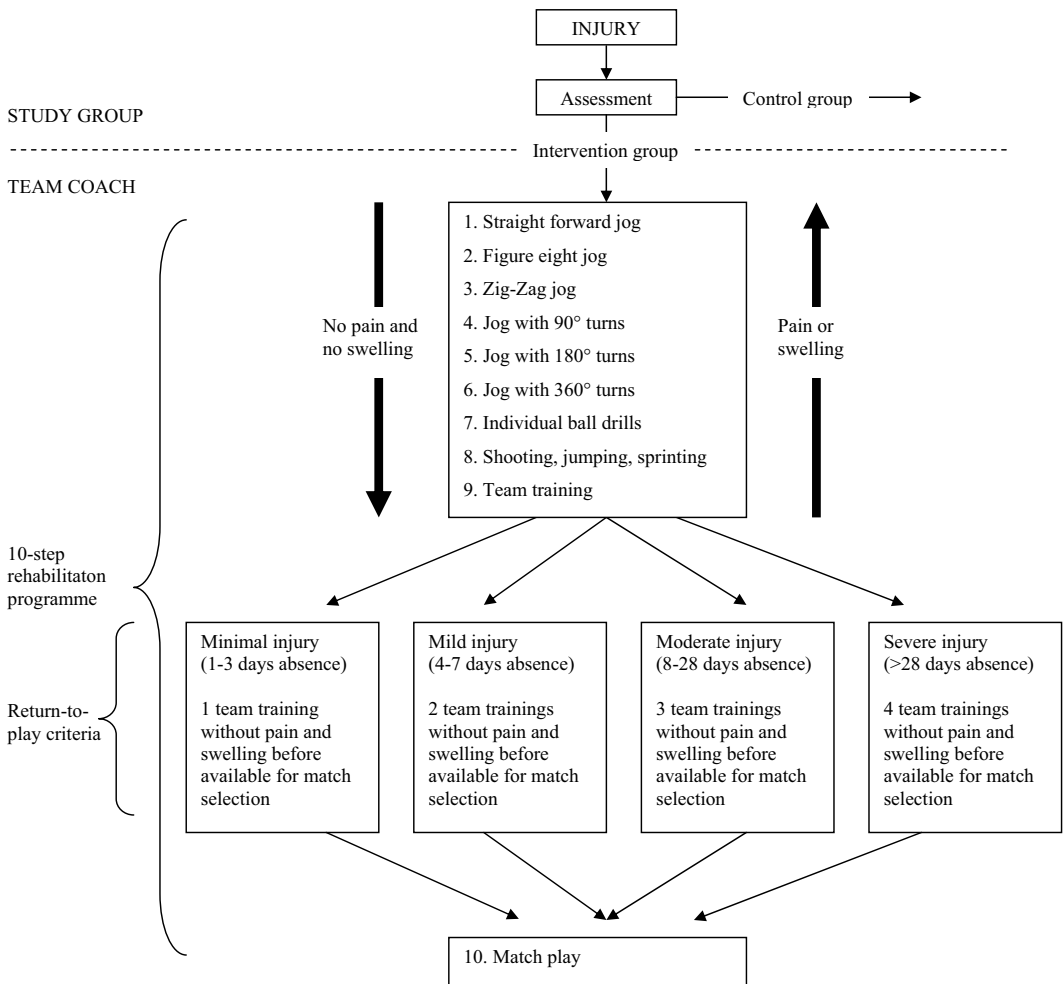 INJURY
Assessment
Control group
STUDY GROUP
Intervention group
TEAM COACH
1. Straight forward jog
2. Figure eight jog
3. Zig-Zag jog
4. Jog with 90° turns
5. Jog with 180° turns
6. Jog with 360° turns
7. Individual ball drills
8. Shooting, jumping, sprinting
9. Team training
No pain and
no swelling
Pain or
swelling
10-step
rehabilitaton
programme
Return-to-
play criteria
Minimal injury
(1-3 days absence)
1 team training
without pain and
swelling before
available for match
selection
Mild injury
(4-7 days absence)
2 team trainings
without pain and
swelling before
available for match
selection
Moderate injury
(8-28 days absence)
3 team trainings
without pain and
swelling before
available for match
selection
Severe injury
(>28 days absence)
4 team trainings
without pain and
swelling before
available for match
selection
10. Match play